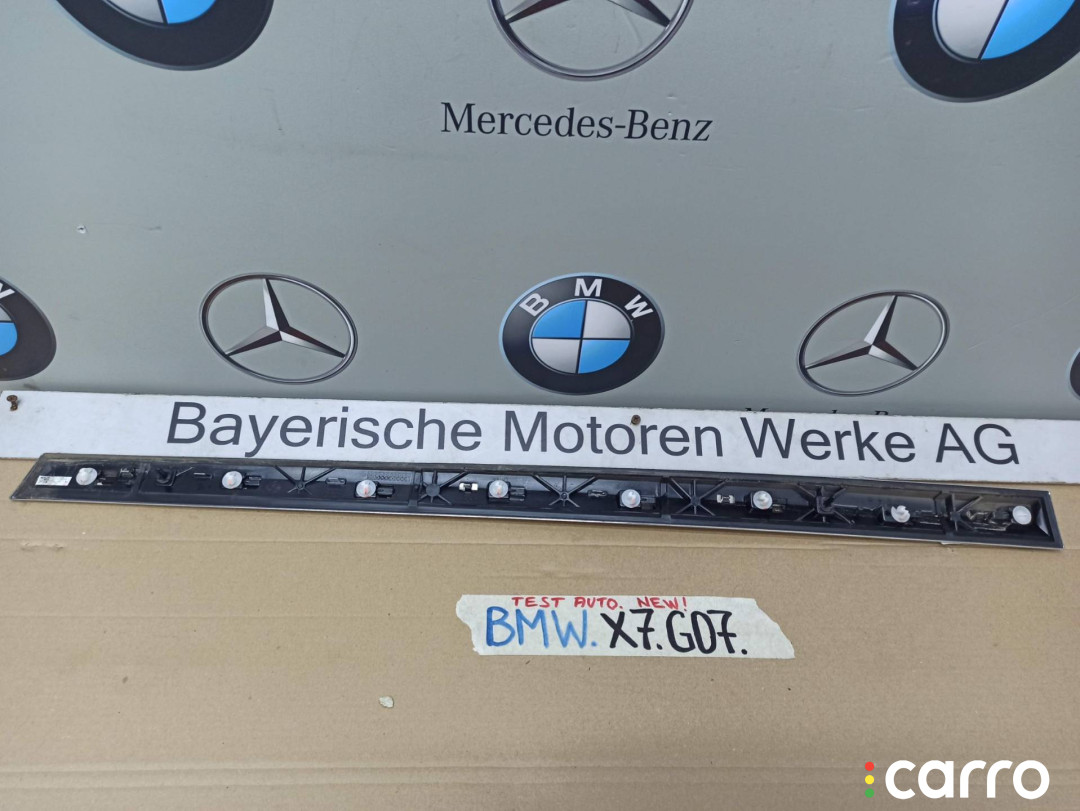 Mercedes-Benz
BMW
Bayerische Motoren Werke AG
TEST AUTO. NEW!
BMW. X7. G07.
carro